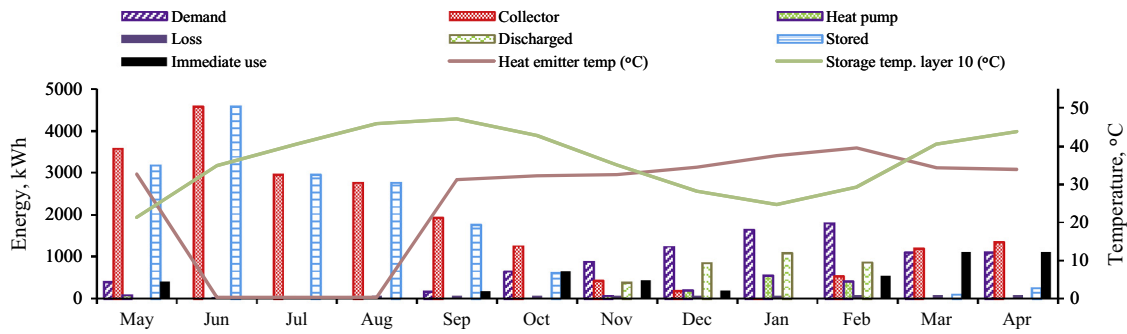 Demand Collector Heat pump
Loss Discharged Stored
Immediate use Heat emitter temp (°C) Storage temp. layer 10 (°C)
5000
4000
3000
2000
1000
0
Energy, kWh
50
40
30
20
10
0
Temperature, °C
May Jun Jul Aug Sep Oct Nov Dec Jan Feb Mar Apr